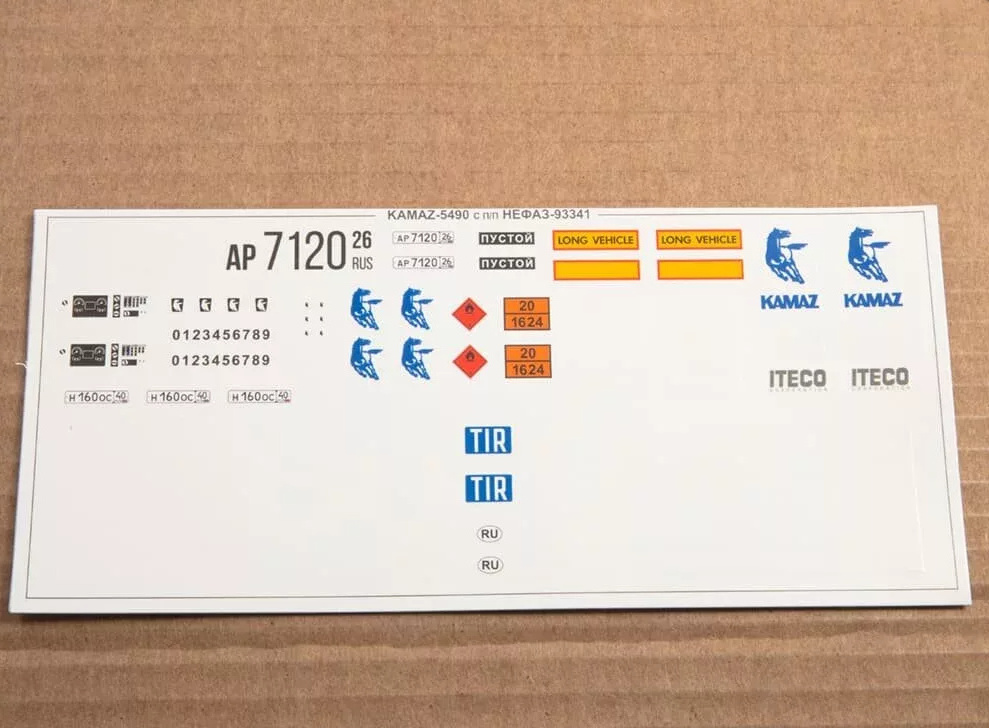 KAMAZ-5490 с п/п НЕФАЗ-93341
АР 7120 26 RUS
АР 7120 26
ПУСТОЙ
LONG VEHICLE
LONG VEHICLE
АР 7120 26
ПУСТОЙ
KAMAZ
KAMAZ
20
1624
0123456789
0123456789
20
1624
ITECO
CORPORATION
ITECO
CORPORATION
Н 160 ОС 40
Н 160 ОС 40
Н 160 ОС 40
TIR
TIR
RU
RU